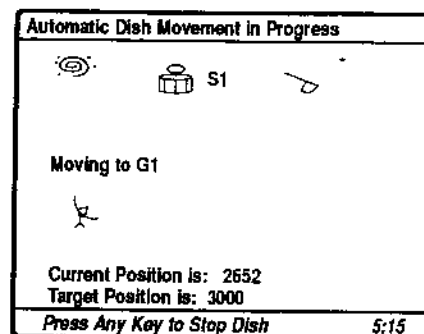 Automatic Dish Movement in Progress
S1
Moving to G1
Current Position is: 2652
Target Position is: 3000
Press Any Key to Stop Dish 5:15